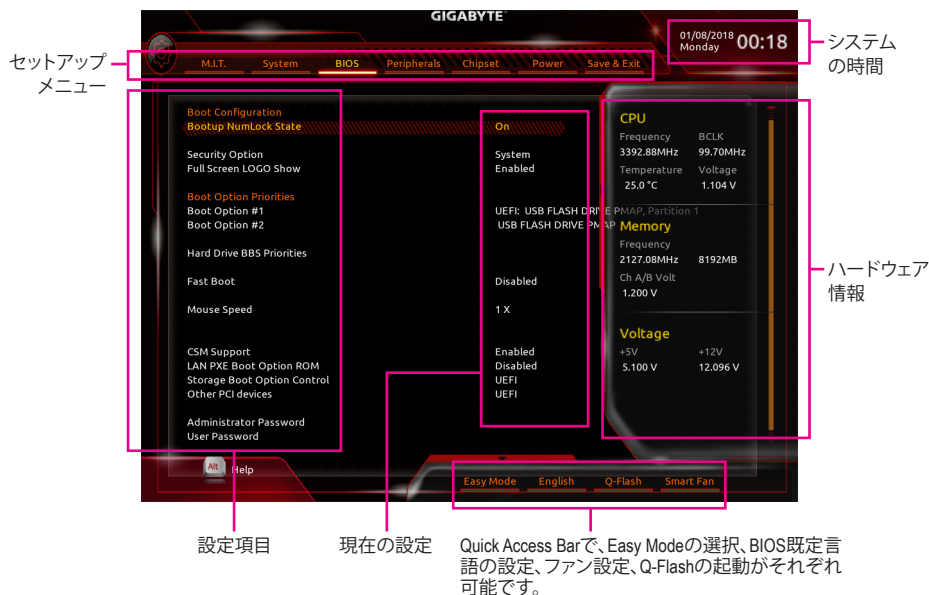 GIGABYTE™
01/08/2018
Monday 00:18
システム
の時間
セットアップ
メニュー
M.I.T. System BIOS Peripherals Chipset Power Save & Exit
Boot Configuration
Bootup NumLock State On
Security Option System
Full Screen LOGO Show Enabled
Boot Option Priorities
Boot Option #1 UEFI: USB FLASH DRIVE PMAP, Partition 1
Boot Option #2 USB FLASH DRIVE PMAP
Hard Drive BBS Priorities
Fast Boot Disabled
Mouse Speed 1 X
CSM Support Enabled
LAN PXE Boot Option ROM Disabled
Storage Boot Option Control UEFI
Other PCI devices UEFI
Administrator Password
User Password
CPU
Frequency BCLK
3392.88MHz 99.70MHz
Temperature Voltage
25.0 °C 1.104 V
Memory
Frequency
2127.08MHz 8192MB
Ch A/B Volt
1.200 V
Voltage
+5V +12V
5.100 V 12.096 V
ハードウェア
情報
Alt Help
Easy Mode English Q-Flash Smart Fan
設定項目
現在の設定
Quick Access Barで、Easy Modeの選択、BIOS既定言
語の設定、ファン設定、Q-Flashの起動がそれぞれ
可能です。